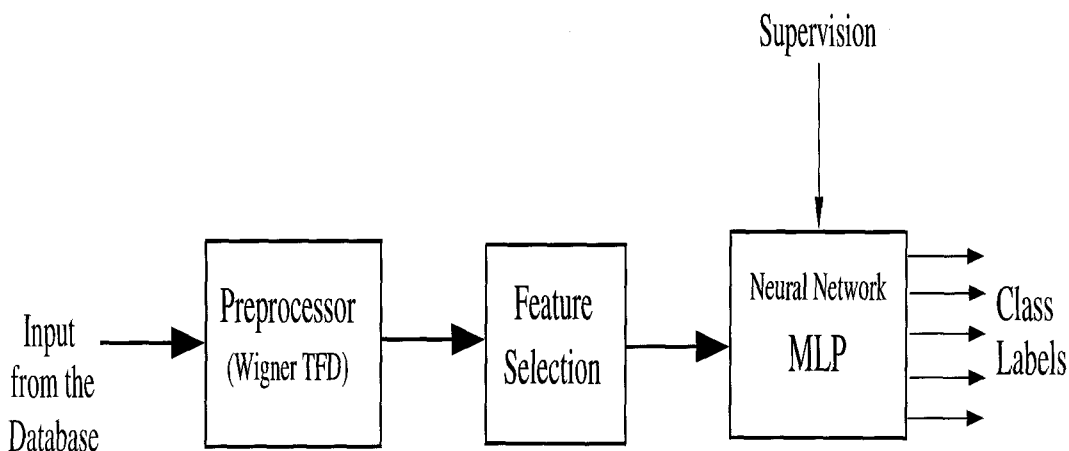 Supervision
Input
from the
Database
Preprocessor
(Wigner TFD)
Feature
Selection
Neural Network
MLP
Class
Labels